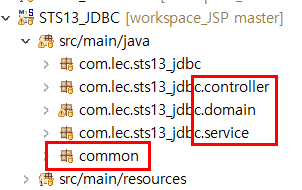 STS13_JDBC [workspace_JSP master]
src/main/java
com.lec.sts13_jdbc
com.lec.sts13_jdbc.controller
com.lec.sts13_jdbc.domain
com.lec.sts13_jdbc.service
common
src/main/resources